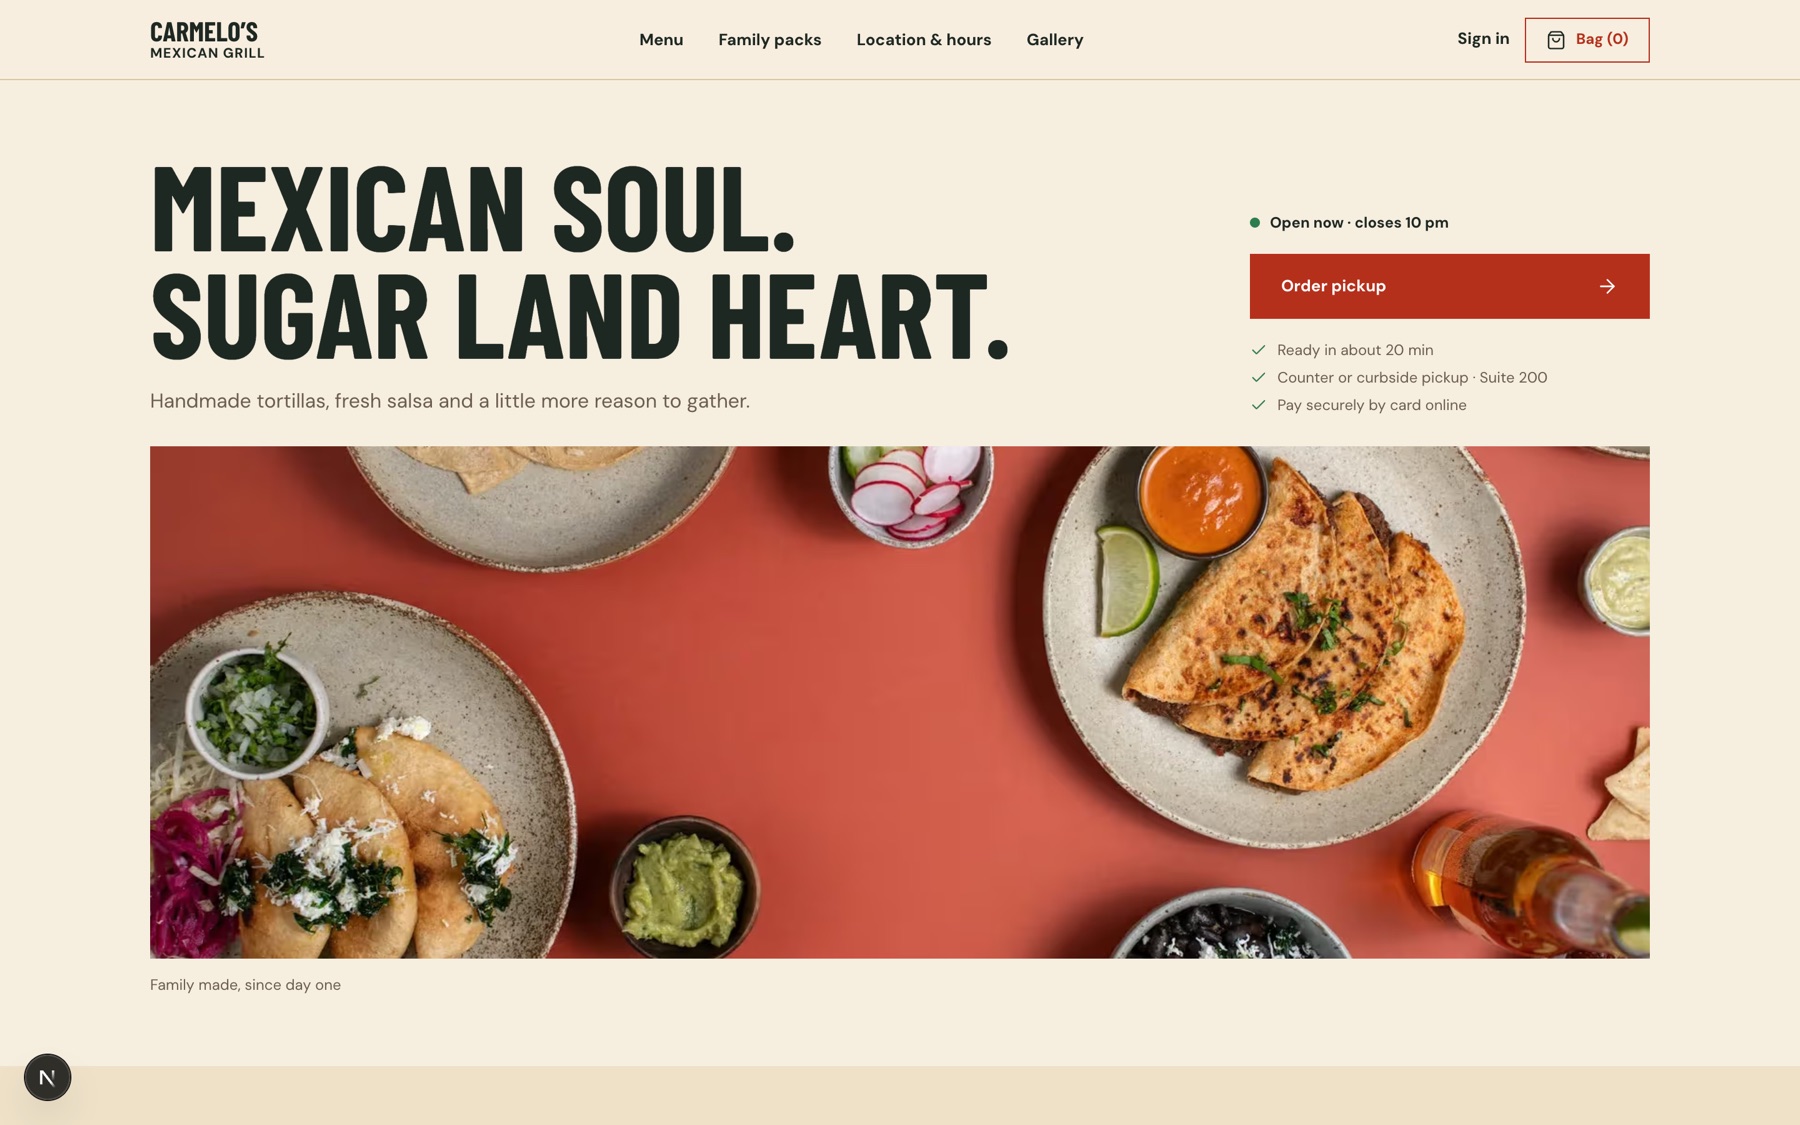 CARMELO'S
MEXICAN GRILL
Menu
Family packs
Location & hours
Gallery
Sign in
Bag (0)
MEXICAN SOUL.
SUGAR LAND HEART.
Handmade tortillas, fresh salsa and a little more reason to gather.
Open now · closes 10 pm
Order pickup
Ready in about 20 min
Counter or curbside pickup · Suite 200
Pay securely by card online
Family made, since day one
N